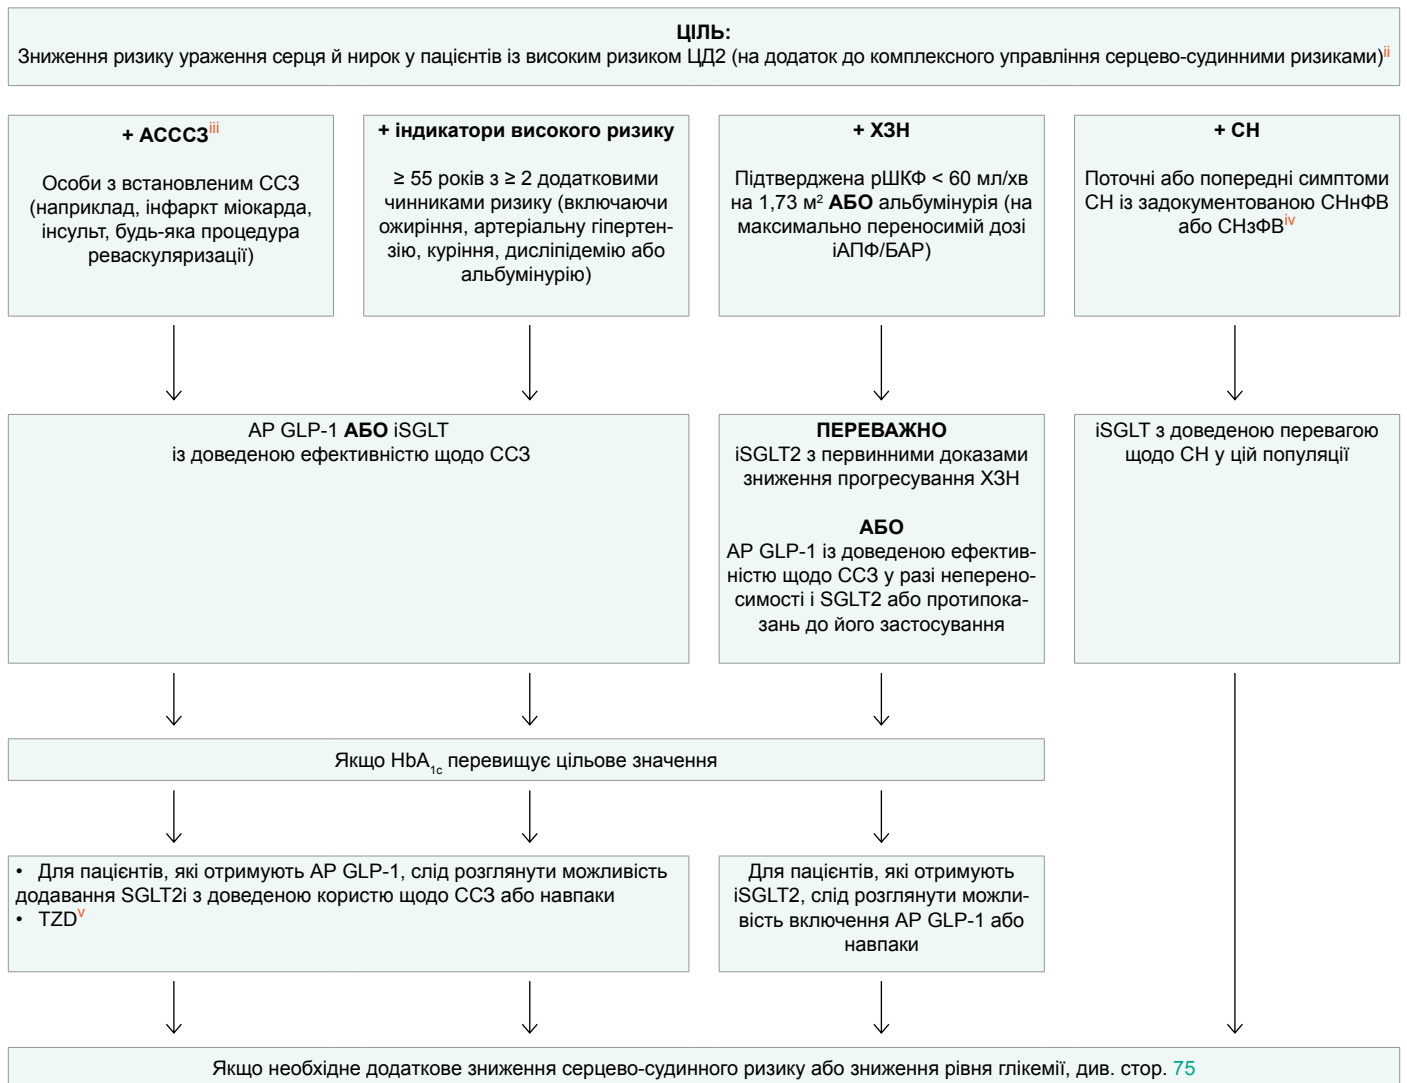 ЦІЛЬ:
Зниження ризику ураження серця й нирок у пацієнтів із високим ризиком ЦД2 (на додаток до комплексного управління серцево-судинними ризиками)ii
+ АСССЗiii
Особи з встановленим ССЗ
(наприклад, інфаркт міокарда,
інсульт, будь-яка процедура
реваскуляризації)
+ індикатори високого ризику
≥ 55 років з ≥ 2 додатковими
чинниками ризику (включаючи
ожиріння, артеріальну гіпертен-
зію, куріння, дисліпідемію або
альбумінурію)
+ ХЗН
Підтверджена рШКФ < 60 мл/хв
на 1,73 м² АБО альбумінурія (на
максимально переносимій дозі
іАПФ/БАР)
+ СН
Поточні або попередні симптоми
СН із задокументованою СНнФВ
або СНзФВiv
АР GLP-1 АБО iSGLT
із доведеною ефективністю щодо ССЗ
ПЕРЕВАЖНО
iSGLT2 з первинними доказами
зниження прогресування ХЗН
АБО
АР GLP-1 із доведеною ефектив-
ністю щодо ССЗ у разі неперено-
симості і SGLT2 або протипока-
зань до його застосування
iSGLT з доведеною перевагою
щодо СН у цій популяції
Якщо HbA1c перевищує цільове значення
• Для пацієнтів, які отримують АР GLP-1, слід розглянути можливість
додавання SGLT2і з доведеною користю щодо ССЗ або навпаки
• TZDv
Для пацієнтів, які отримують
iSGLT2, слід розглянути можли-
вість включення АР GLP-1 або
навпаки
Якщо необхідне додаткове зниження серцево-судинного ризику або зниження рівня глікемії, див. стор. 75